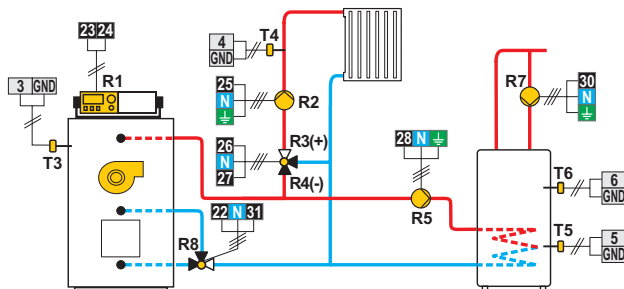 23 24
R1
3 GND
T3
4
GND
T4
25
N
R2
26
N
27
R3(+)
R4(-)
28 N
R5
22 N 31
R8
R7
30
N
T6
6
GND
T5
5
GND